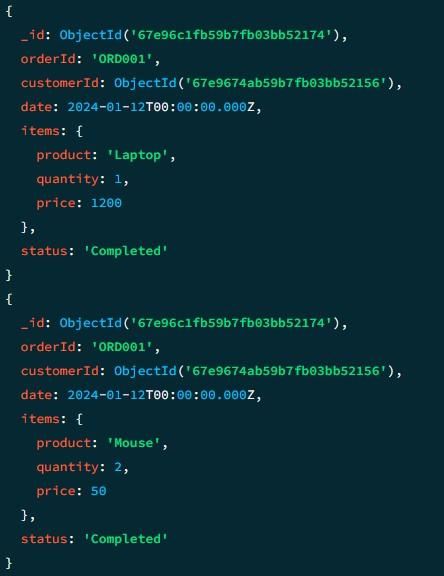 {
  _id: ObjectId('67e96c1fb59b7fb03bb52174'),
  orderId: 'ORD001',
  customerId: ObjectId('67e9674ab59b7fb03bb52156'),
  date: 2024-01-12T00:00:00.000Z,
  items: {
    product: 'Laptop',
    quantity: 1,
    price: 1200
  },
  status: 'Completed'
}
{
  _id: ObjectId('67e96c1fb59b7fb03bb52174'),
  orderId: 'ORD001',
  customerId: ObjectId('67e9674ab59b7fb03bb52156'),
  date: 2024-01-12T00:00:00.000Z,
  items: {
    product: 'Mouse',
    quantity: 2,
    price: 50
  },
  status: 'Completed'
}